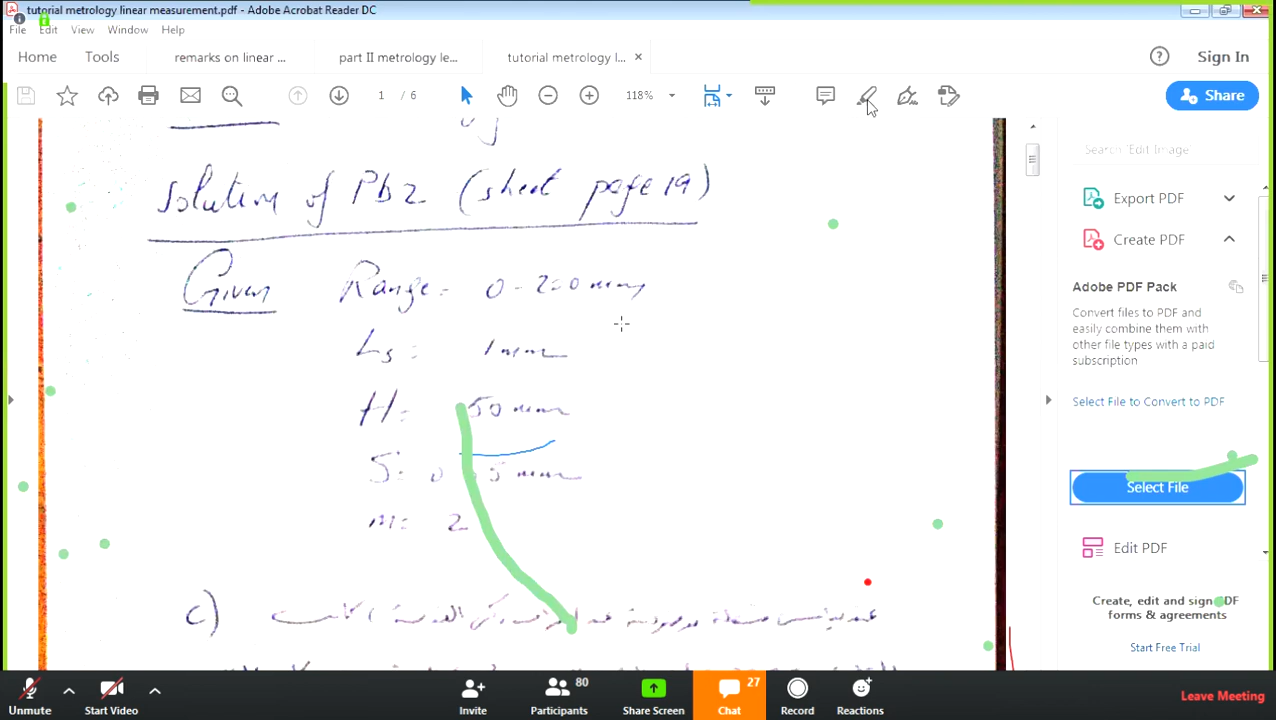 tutorial metrology linear measurement.pdf - Adobe Acrobat Reader DC
File Edit View Window Help
Home Tools remarks on linear ... part II metrology le... tutorial metrology l... × Sign In
1 / 6 118% Share
Solution of Pb 2 (sheet page 19)
Given Range = 0 - 200 mm
Ls = 1 mm
H = 50 mm
S = 0 5 mm
m = 2
c)
Search 'Edit Image'
Export PDF
Create PDF
Adobe PDF Pack
Convert files to PDF and
easily combine them with
other file types with a paid
subscription
Select File to Convert to PDF
Select File
Edit PDF
Create, edit and sign PDF
forms & agreements
Start Free Trial
Unmute Start Video Invite Participants 80 Share Screen Chat 27 Record Reactions Leave Meeting